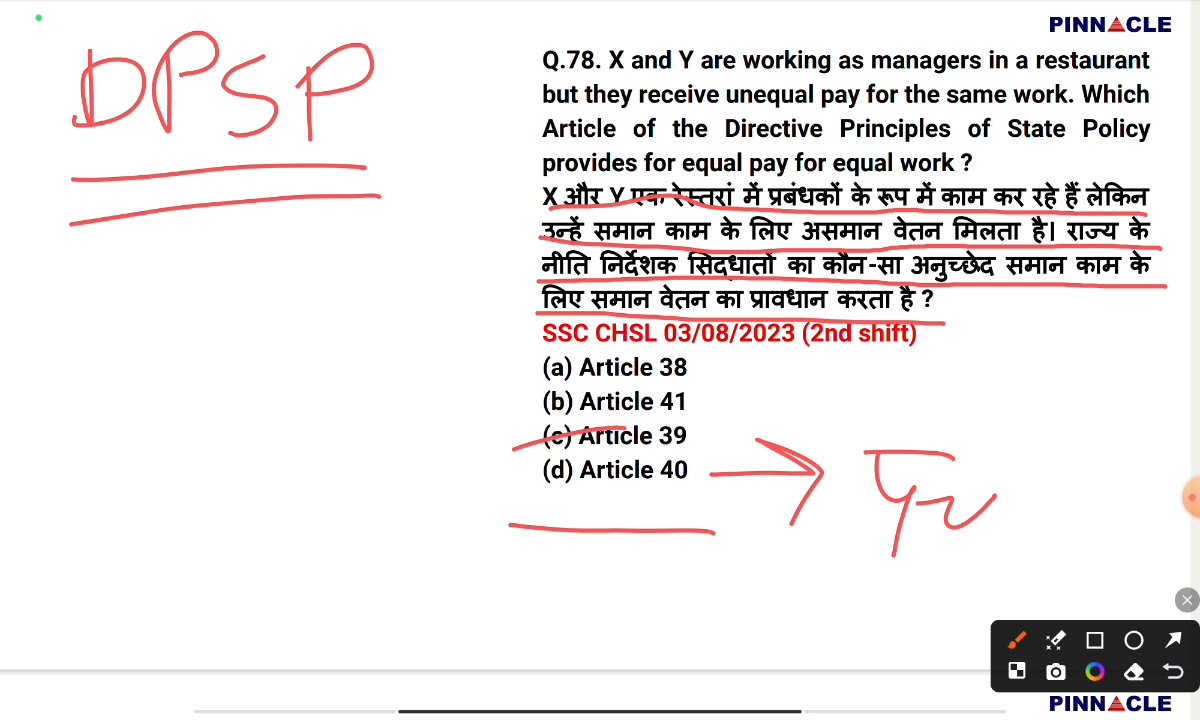 PINNACLE
DPSP
Q.78. X and Y are working as managers in a restaurant
but they receive unequal pay for the same work. Which
Article of the Directive Principles of State Policy
provides for equal pay for equal work ?
X और Y एक रेस्तरां में प्रबंधकों के रूप में काम कर रहे हैं लेकिन
उन्हें समान काम के लिए असमान वेतन मिलता है। राज्य के
नीति निर्देशक सिद्धांतों का कौन-सा अनुच्छेद समान काम के
लिए समान वेतन का प्रावधान करता है ?
SSC CHSL 03/08/2023 (2nd shift)
(a) Article 38
(b) Article 41
(c) Article 39
(d) Article 40
PINNACLE